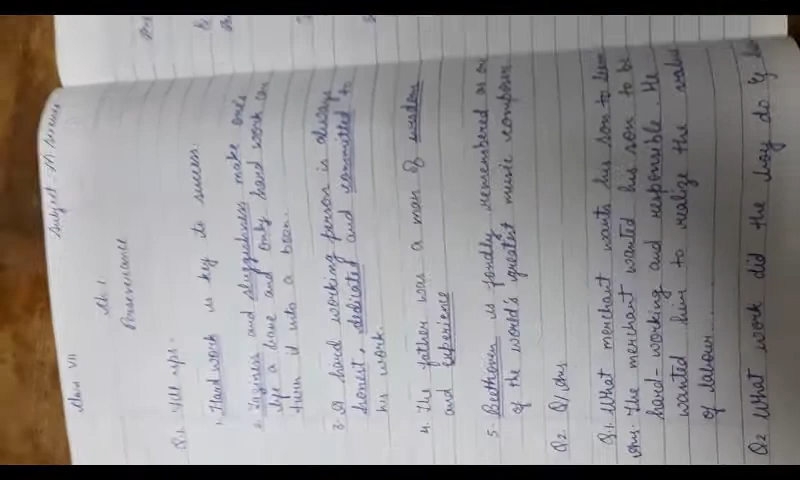 Class VII
Subject - M. Science
Ch 1
Perseverance
Q.1. Fill ups -
1. Hard work is key to success.
2. Laziness and sluggishness make one's
life a bane and only hard work can
turn it into a boon.
3. A hard working person is always
honest, dedicated and committed to
his work.
4. The father was a man of wisdom
and experience
5. Beethoven is fondly remembered as one
of the world's greatest music composer
Q2. Q/Ans
Q.1. What merchant wants his son to learn
Ans. The merchant wanted his son to be
hard-working and responsible. He
wanted him to realize the value
of labour.
Q2 What work did the boy do